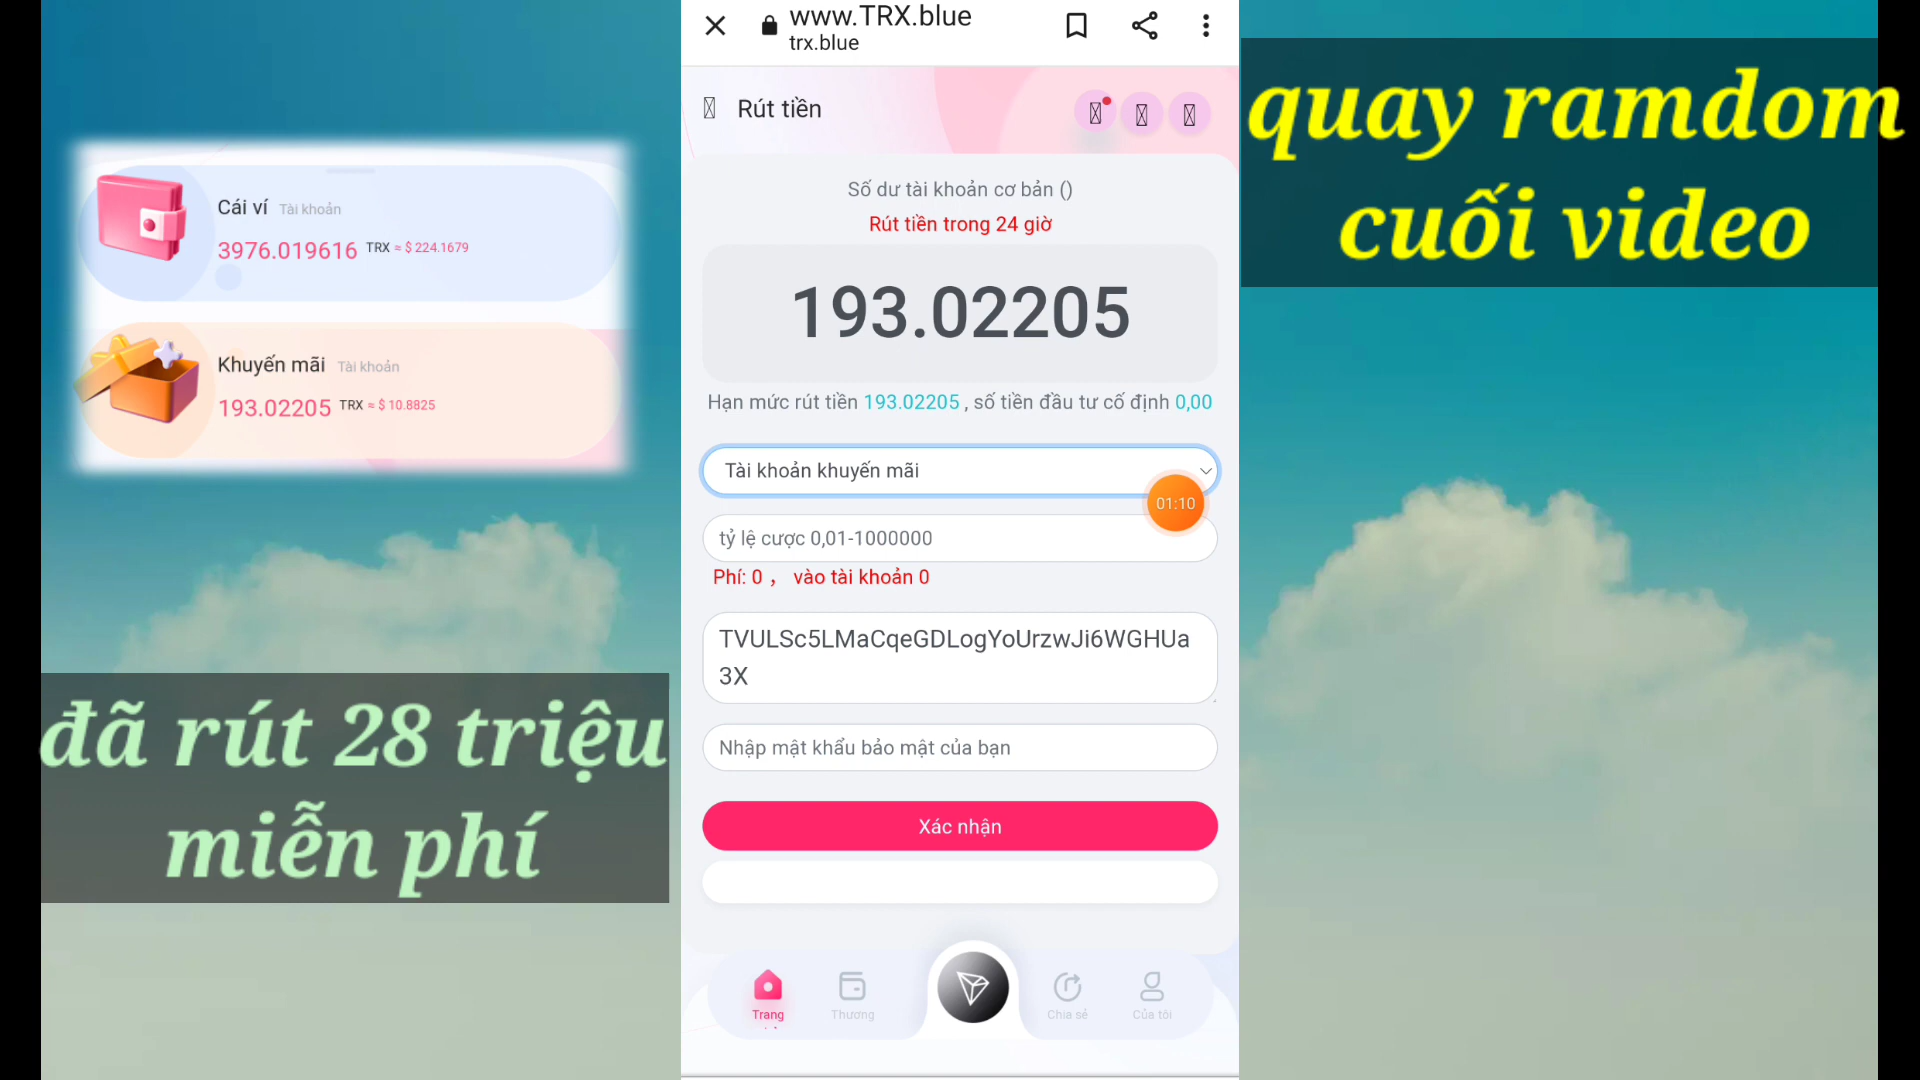 www.TRX.blue
trx.blue
Rút tiền
quay ramdom
cuối video
Cái ví Tài khoản
3976.019616 TRX ≈ $ 224.1679
Khuyến mãi Tài khoản
193.02205 TRX ≈ $ 10.8825
đã rút 28 triệu
miễn phí
Số dư tài khoản cơ bản ()
Rút tiền trong 24 giờ
193.02205
Hạn mức rút tiền 193.02205 , số tiền đầu tư cố định 0,00
Tài khoản khuyến mãi
01:10
tỷ lệ cược 0,01-1000000
Phí: 0 , vào tài khoản 0
TVULSc5LMaCqeGDLogYoUrzwJi6WGHUa
3X
Nhập mật khẩu bảo mật của bạn
Xác nhận
Trang
Thương
Chia sẻ
Của tôi